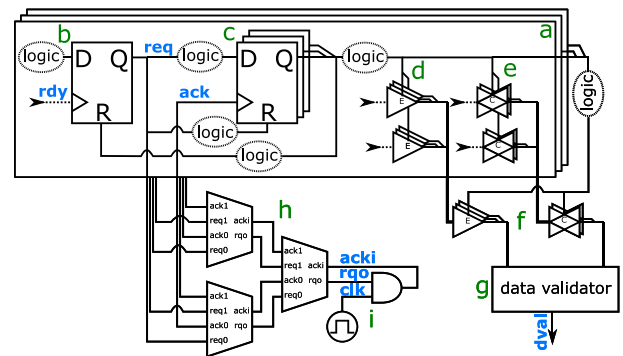 a
b
c
logic
D
Q
req
logic
D
Q
logic
d
e
logic
rdy
R
ack
R
E
C
logic
logic
E
C
E
f
C
ack1
req1
acki
ack0
rqo
req0
h
ack1
req1
acki
ack0
rqo
req0
acki
rqo
clk
ack1
req1
acki
ack0
rqo
req0
i
g
data validator
dval